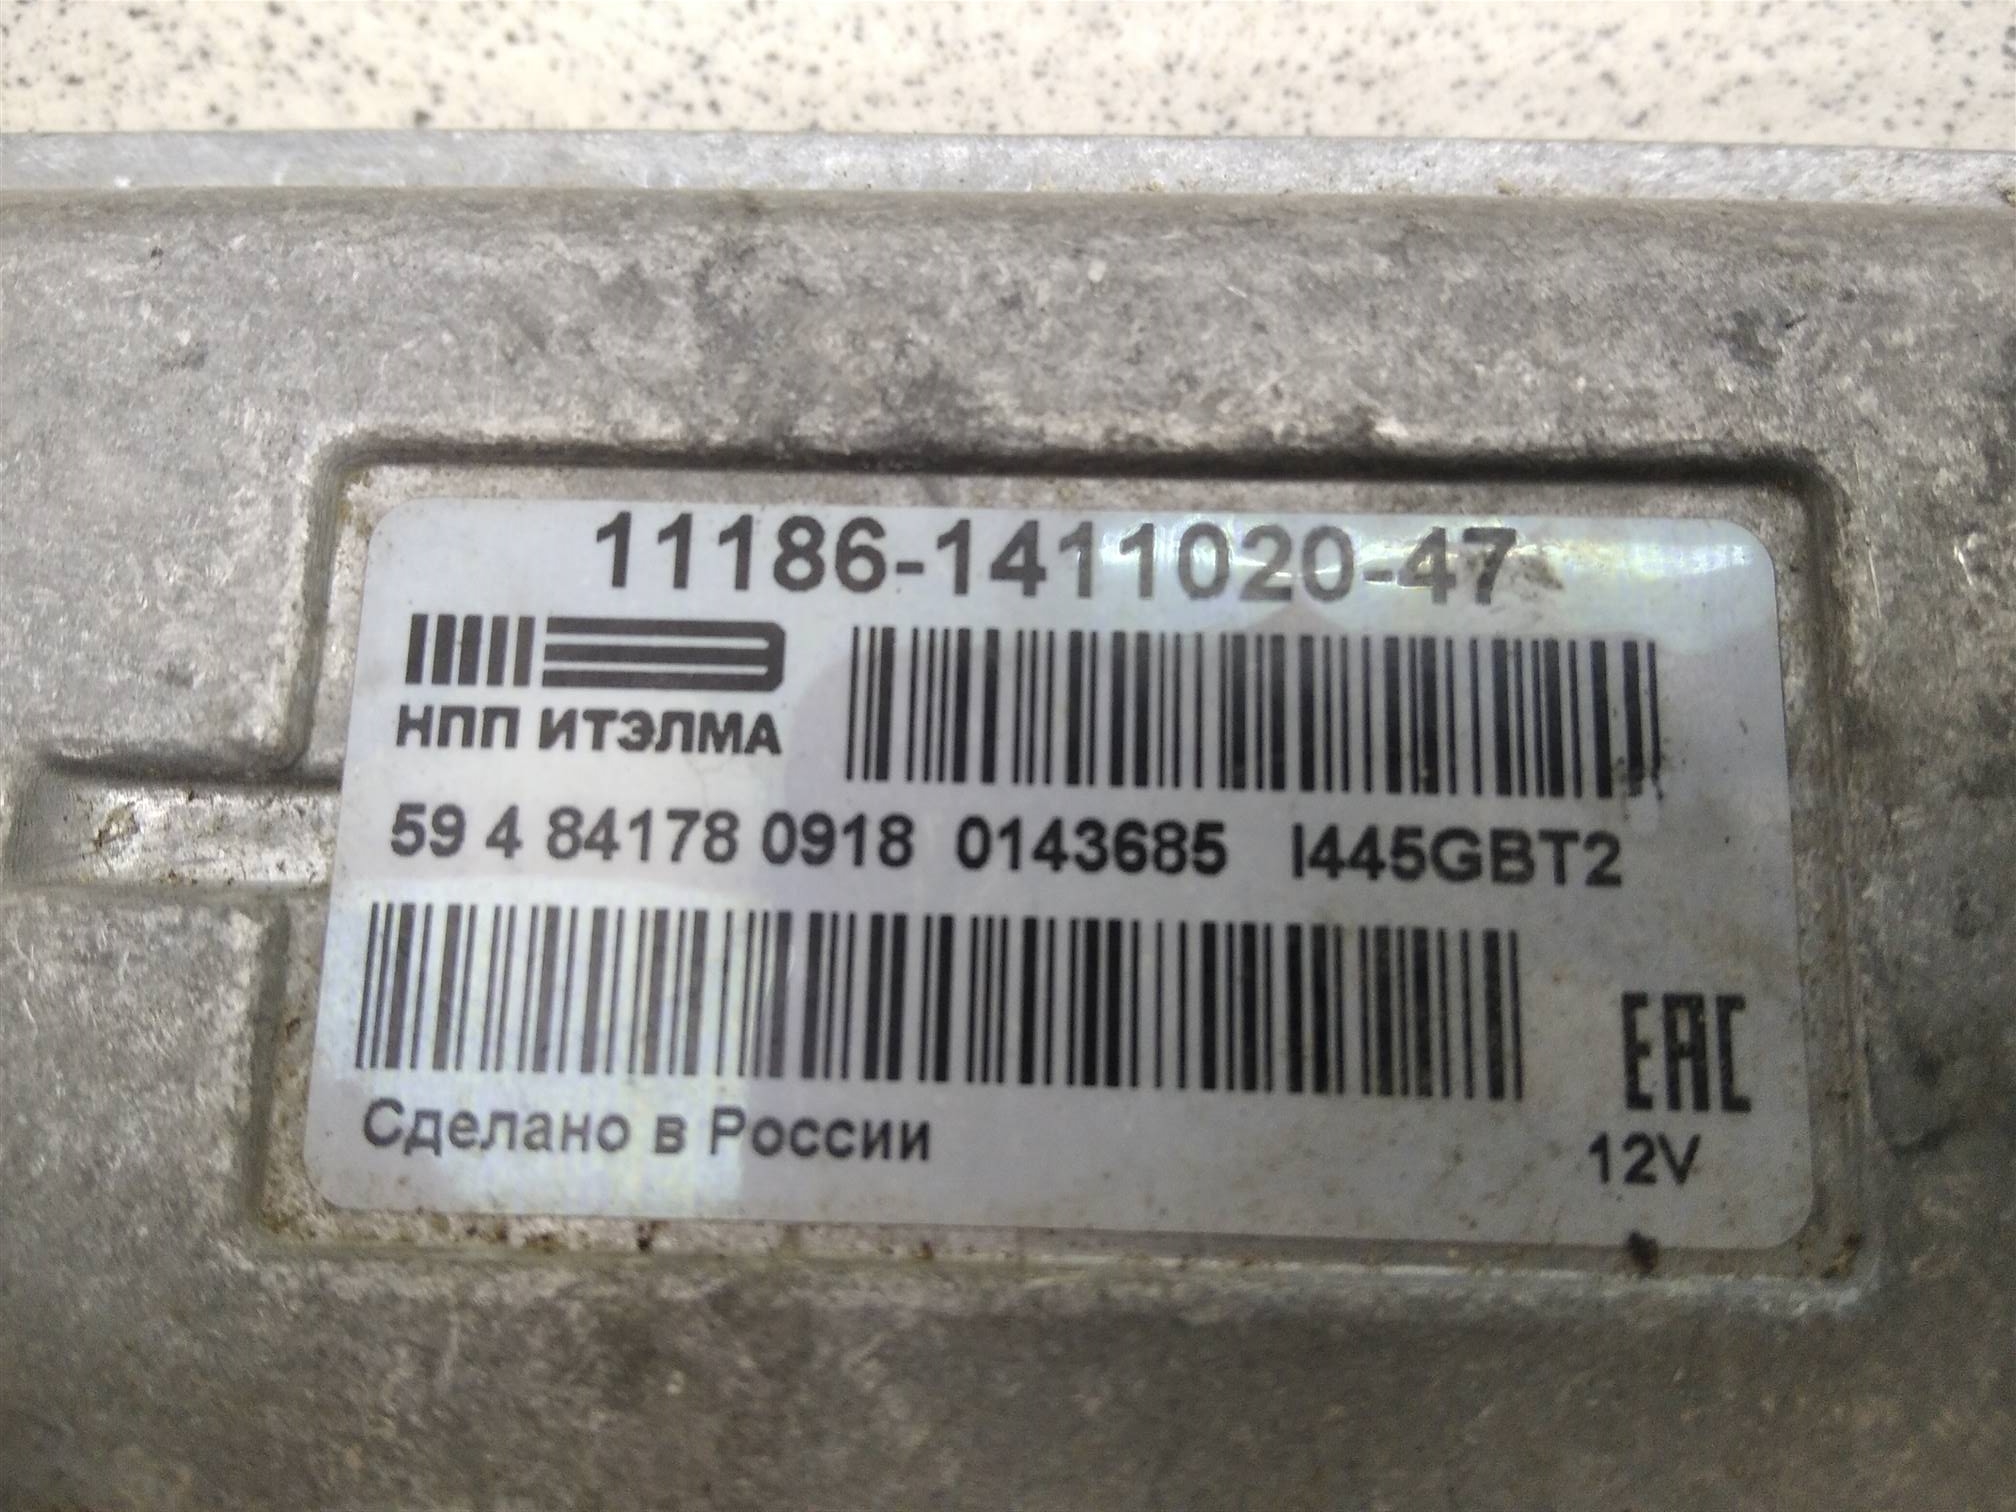 11186-1411020-47
НПП ИТЭЛМА
59 4 84178 0918 0143685 I445GBT2
EAC
Сделано в России
12V